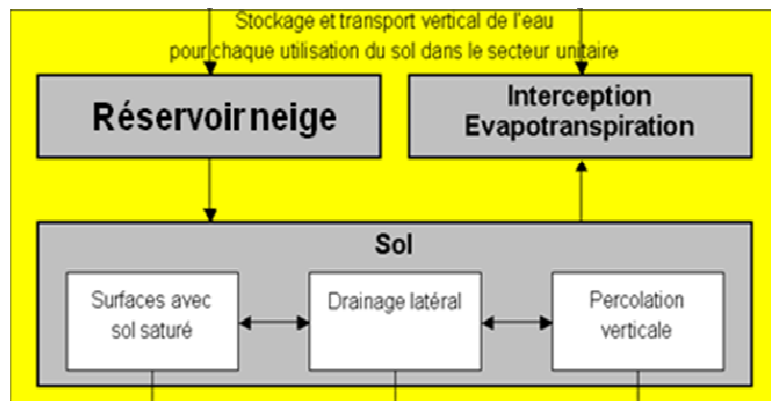 Stockage et transport vertical de l'eau
pour chaque utilisation du sol dans le secteur unitaire
Réservoir neige
Interception
Evapotranspiration
Sol
Surfaces avec
sol saturé
Drainage latéral
Percolation
verticale